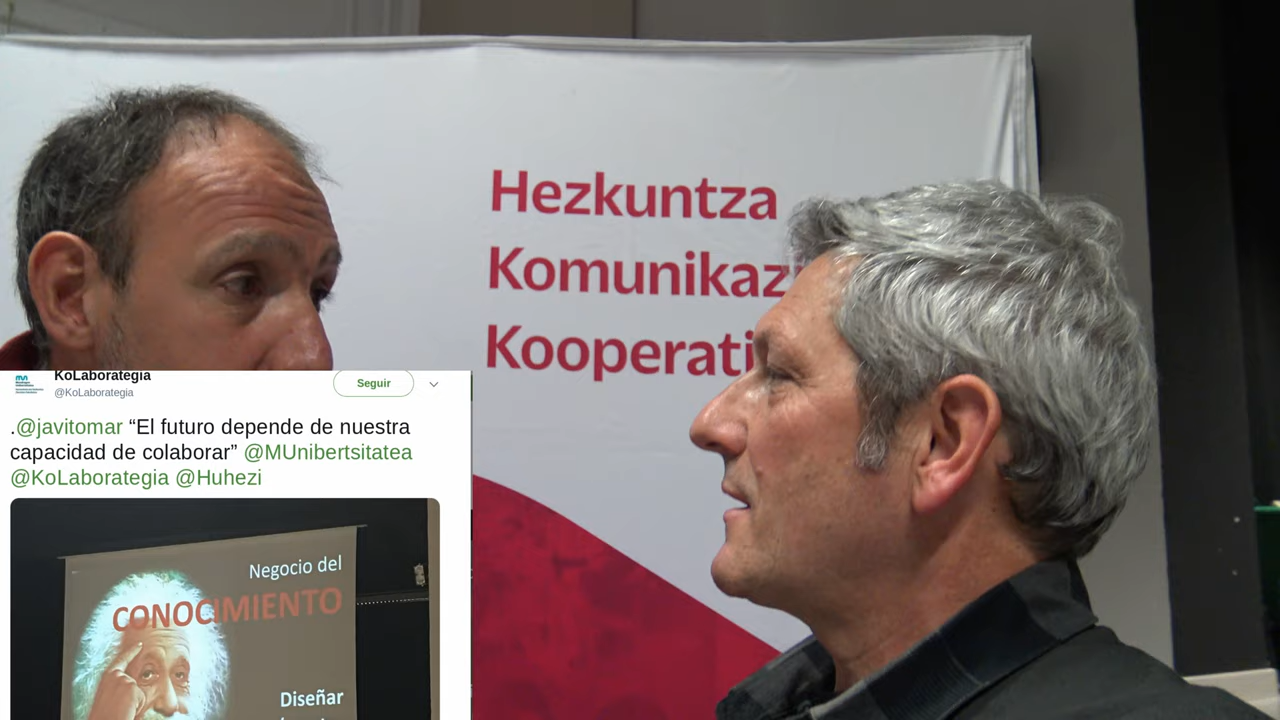 Hezkuntza
Komunikaz
Kooperati
KoLaborategia
@KoLaborategia
Seguir
.@javitomar “El futuro depende de nuestra
capacidad de colaborar” @MUnibertsitatea
@KoLaborategia @Huhezi
Negocio del
CONOCIMIENTO
Diseñar